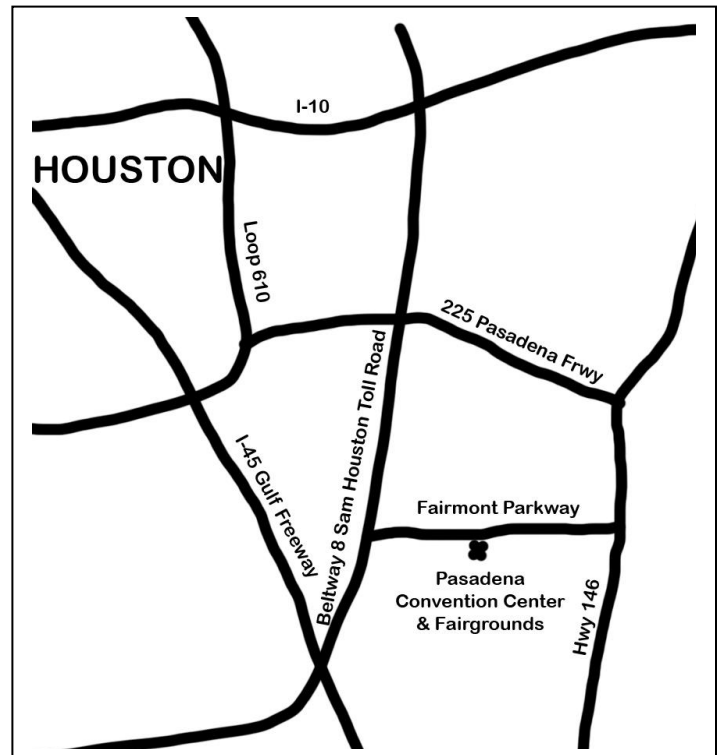 I-10
HOUSTON
Loop 610
225 Pasadena Frwy
Beltway 8 Sam Houston Toll Road
I-45 Gulf Freeway
Fairmont Parkway
Pasadena
Convention Center
& Fairgrounds
Hwy 146